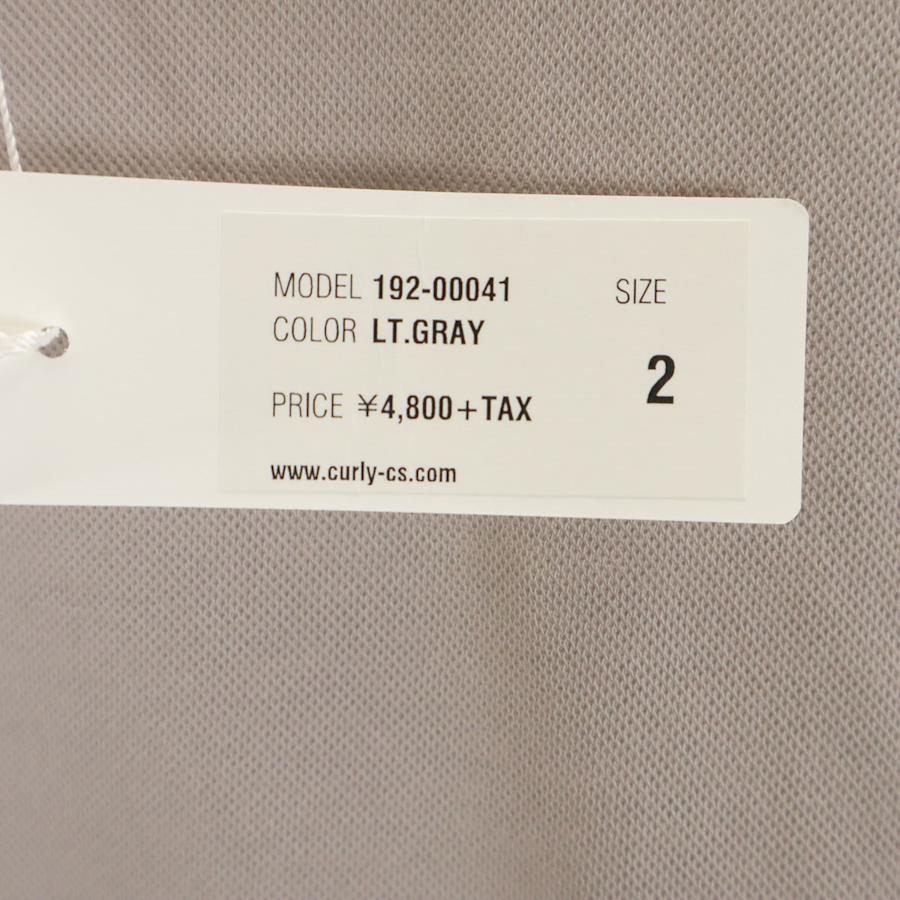 MODEL 192-00041
COLOR LT.GRAY
PRICE ¥4,800+TAX
www.curly-cs.com
SIZE
2